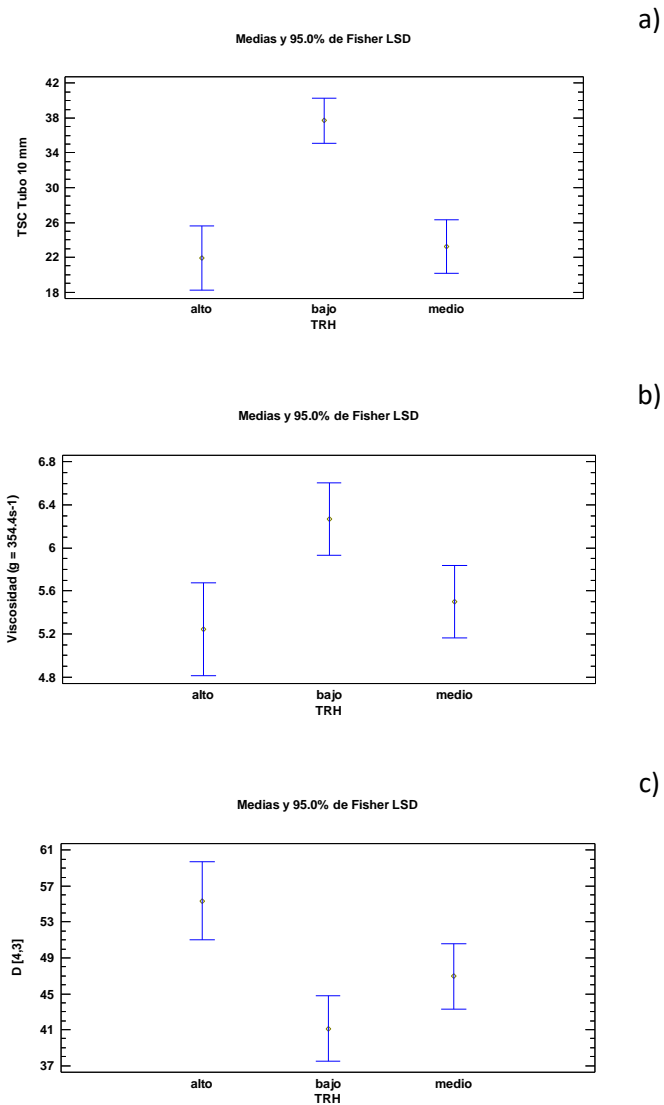 a)
Medias y 95.0% de Fisher LSD
42
38
34
30
26
22
18
TSC Tubo 10 mm
alto bajo medio
TRH
b)
Medias y 95.0% de Fisher LSD
6.8
6.4
6
5.6
5.2
4.8
Viscosidad (g = 354.4s-1)
alto bajo medio
TRH
c)
Medias y 95.0% de Fisher LSD
61
57
53
49
45
41
37
D [4,3]
alto bajo medio
TRH